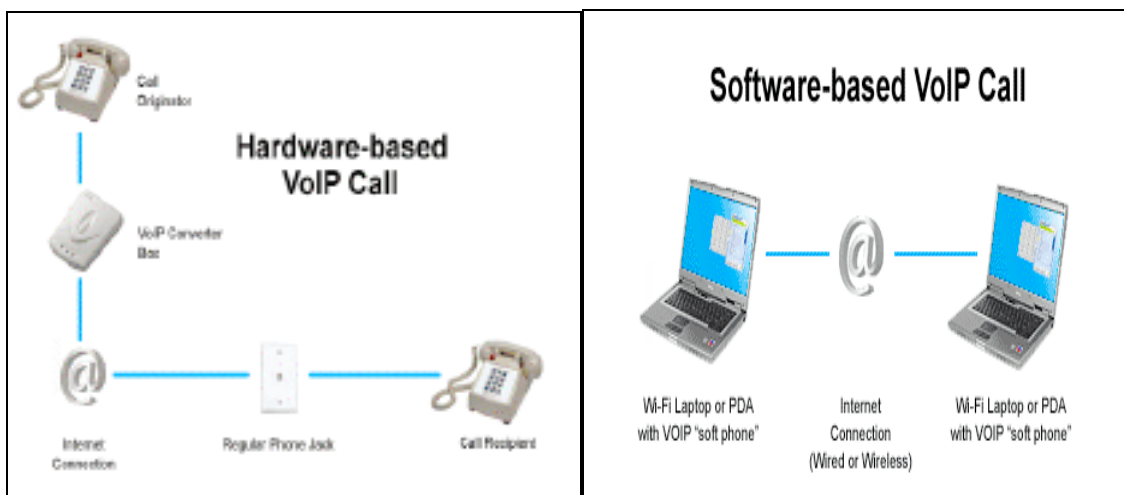 Call
Originator
Hardware-based
VoIP Call
VoIP Converter
Box
Internet
Connection
Regular Phone Jack
Call Recipient
Software-based VoIP Call
Wi-Fi Laptop or PDA
with VOIP “soft phone”
Internet
Connection
(Wired or Wireless)
Wi-Fi Laptop or PDA
with VOIP “soft phone”